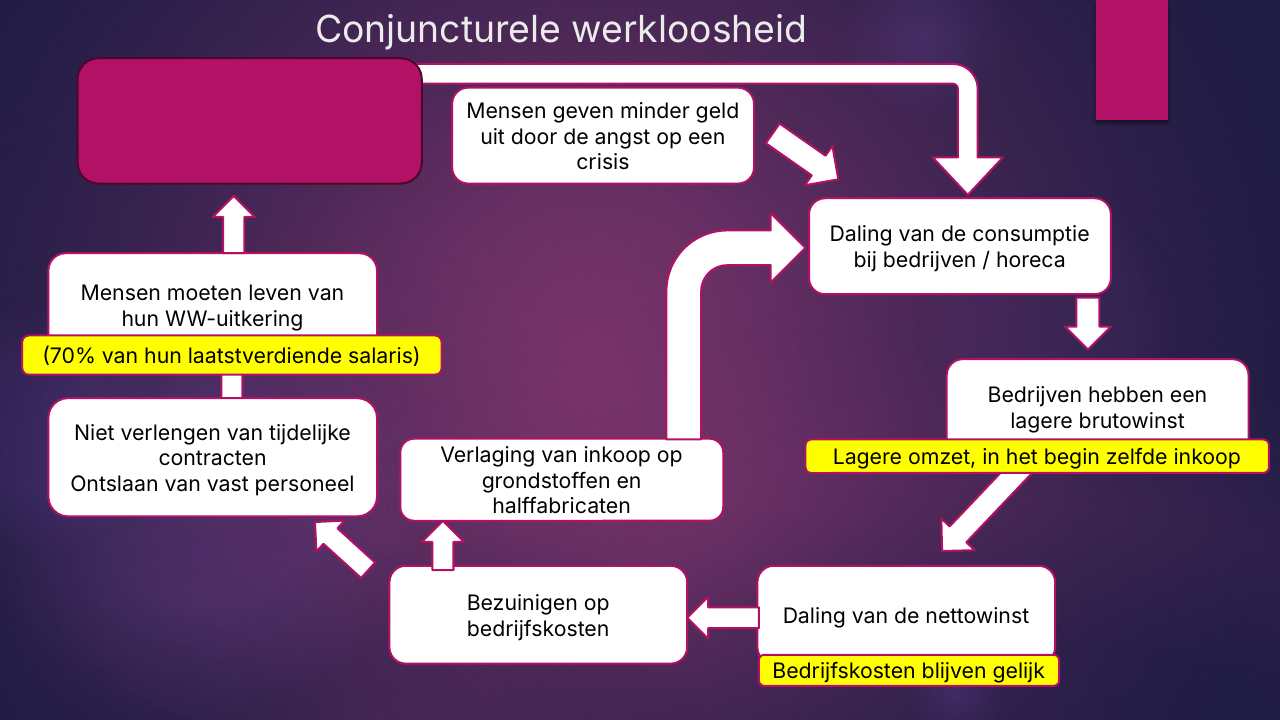 Conjuncturele werkloosheid
Mensen geven minder geld
uit door de angst op een
crisis
Daling van de consumptie
bij bedrijven / horeca
Mensen moeten leven van
hun WW-uitkering
(70% van hun laatstverdiende salaris)
Bedrijven hebben een
lagere brutowinst
Lagere omzet, in het begin zelfde inkoop
Niet verlengen van tijdelijke
contracten
Ontslaan van vast personeel
Verlaging van inkoop op
grondstoffen en
halffabricaten
Bezuinigen op
bedrijfskosten
Daling van de nettowinst
Bedrijfskosten blijven gelijk